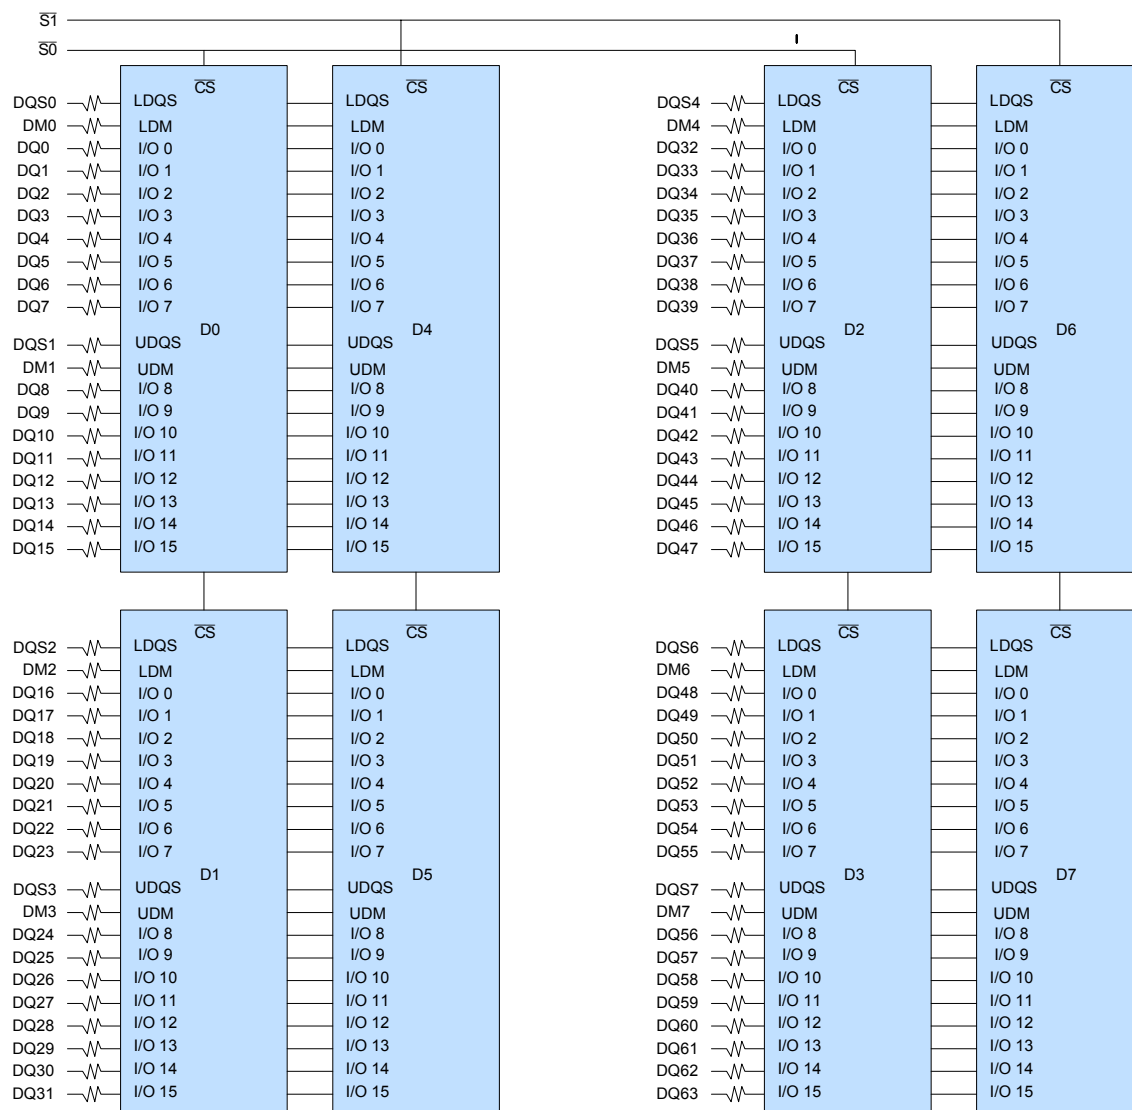 S1
S0
CS CS CS CS
DQS0 LDQS LDQS DQS4 LDQS LDQS
DM0 LDM LDM DM4 LDM LDM
DQ0 I/O 0 I/O 0 DQ32 I/O 0 I/O 0
DQ1 I/O 1 I/O 1 DQ33 I/O 1 I/O 1
DQ2 I/O 2 I/O 2 DQ34 I/O 2 I/O 2
DQ3 I/O 3 I/O 3 DQ35 I/O 3 I/O 3
DQ4 I/O 4 I/O 4 DQ36 I/O 4 I/O 4
DQ5 I/O 5 I/O 5 DQ37 I/O 5 I/O 5
DQ6 I/O 6 I/O 6 DQ38 I/O 6 I/O 6
DQ7 I/O 7 I/O 7 DQ39 I/O 7 I/O 7
D0 D4 D2 D6
DQS1 UDQS UDQS DQS5 UDQS UDQS
DM1 UDM UDM DM5 UDM UDM
DQ8 I/O 8 I/O 8 DQ40 I/O 8 I/O 8
DQ9 I/O 9 I/O 9 DQ41 I/O 9 I/O 9
DQ10 I/O 10 I/O 10 DQ42 I/O 10 I/O 10
DQ11 I/O 11 I/O 11 DQ43 I/O 11 I/O 11
DQ12 I/O 12 I/O 12 DQ44 I/O 12 I/O 12
DQ13 I/O 13 I/O 13 DQ45 I/O 13 I/O 13
DQ14 I/O 14 I/O 14 DQ46 I/O 14 I/O 14
DQ15 I/O 15 I/O 15 DQ47 I/O 15 I/O 15
CS CS CS CS
DQS2 LDQS LDQS DQS6 LDQS LDQS
DM2 LDM LDM DM6 LDM LDM
DQ16 I/O 0 I/O 0 DQ48 I/O 0 I/O 0
DQ17 I/O 1 I/O 1 DQ49 I/O 1 I/O 1
DQ18 I/O 2 I/O 2 DQ50 I/O 2 I/O 2
DQ19 I/O 3 I/O 3 DQ51 I/O 3 I/O 3
DQ20 I/O 4 I/O 4 DQ52 I/O 4 I/O 4
DQ21 I/O 5 I/O 5 DQ53 I/O 5 I/O 5
DQ22 I/O 6 I/O 6 DQ54 I/O 6 I/O 6
DQ23 I/O 7 I/O 7 DQ55 I/O 7 I/O 7
D1 D5 D3 D7
DQS3 UDQS UDQS DQS7 UDQS UDQS
DM3 UDM UDM DM7 UDM UDM
DQ24 I/O 8 I/O 8 DQ56 I/O 8 I/O 8
DQ25 I/O 9 I/O 9 DQ57 I/O 9 I/O 9
DQ26 I/O 10 I/O 10 DQ58 I/O 10 I/O 10
DQ27 I/O 11 I/O 11 DQ59 I/O 11 I/O 11
DQ28 I/O 12 I/O 12 DQ60 I/O 12 I/O 12
DQ29 I/O 13 I/O 13 DQ61 I/O 13 I/O 13
DQ30 I/O 14 I/O 14 DQ62 I/O 14 I/O 14
DQ31 I/O 15 I/O 15 DQ63 I/O 15 I/O 15